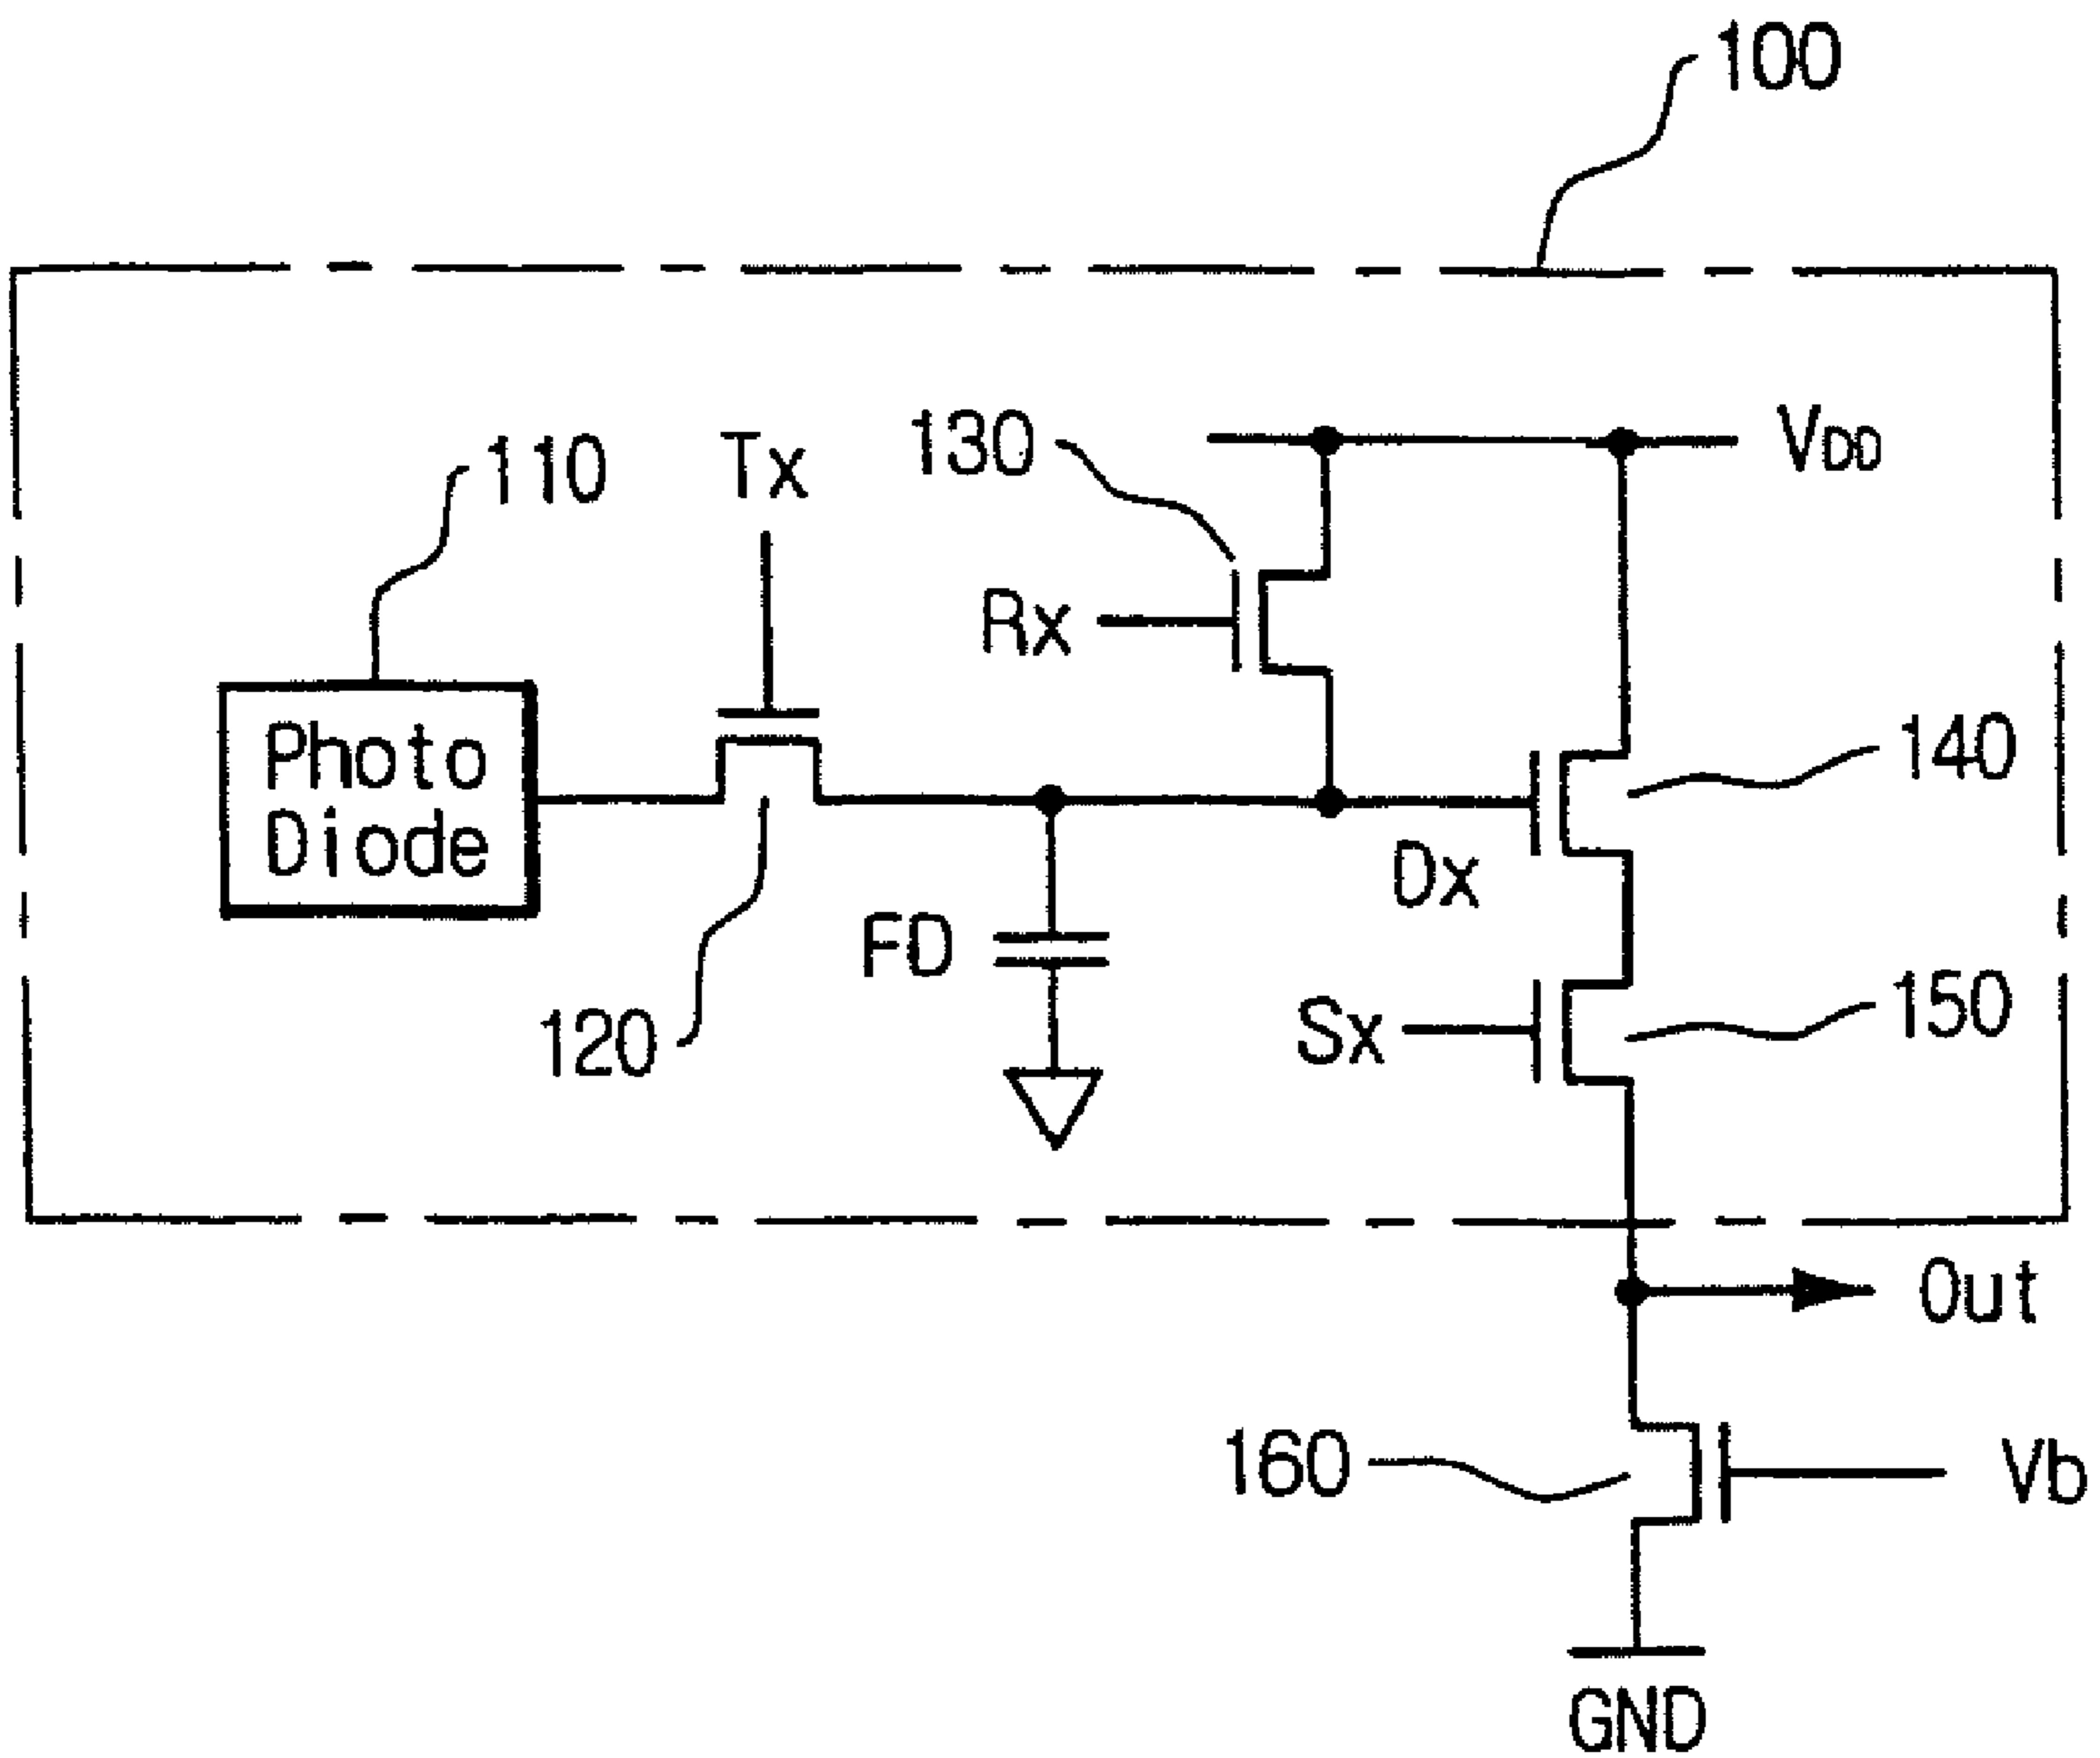 100
110
Tx
130
VDD
Rx
Photo
Diode
140
Dx
FD
120
Sx
150
Out
160
Vb
GND